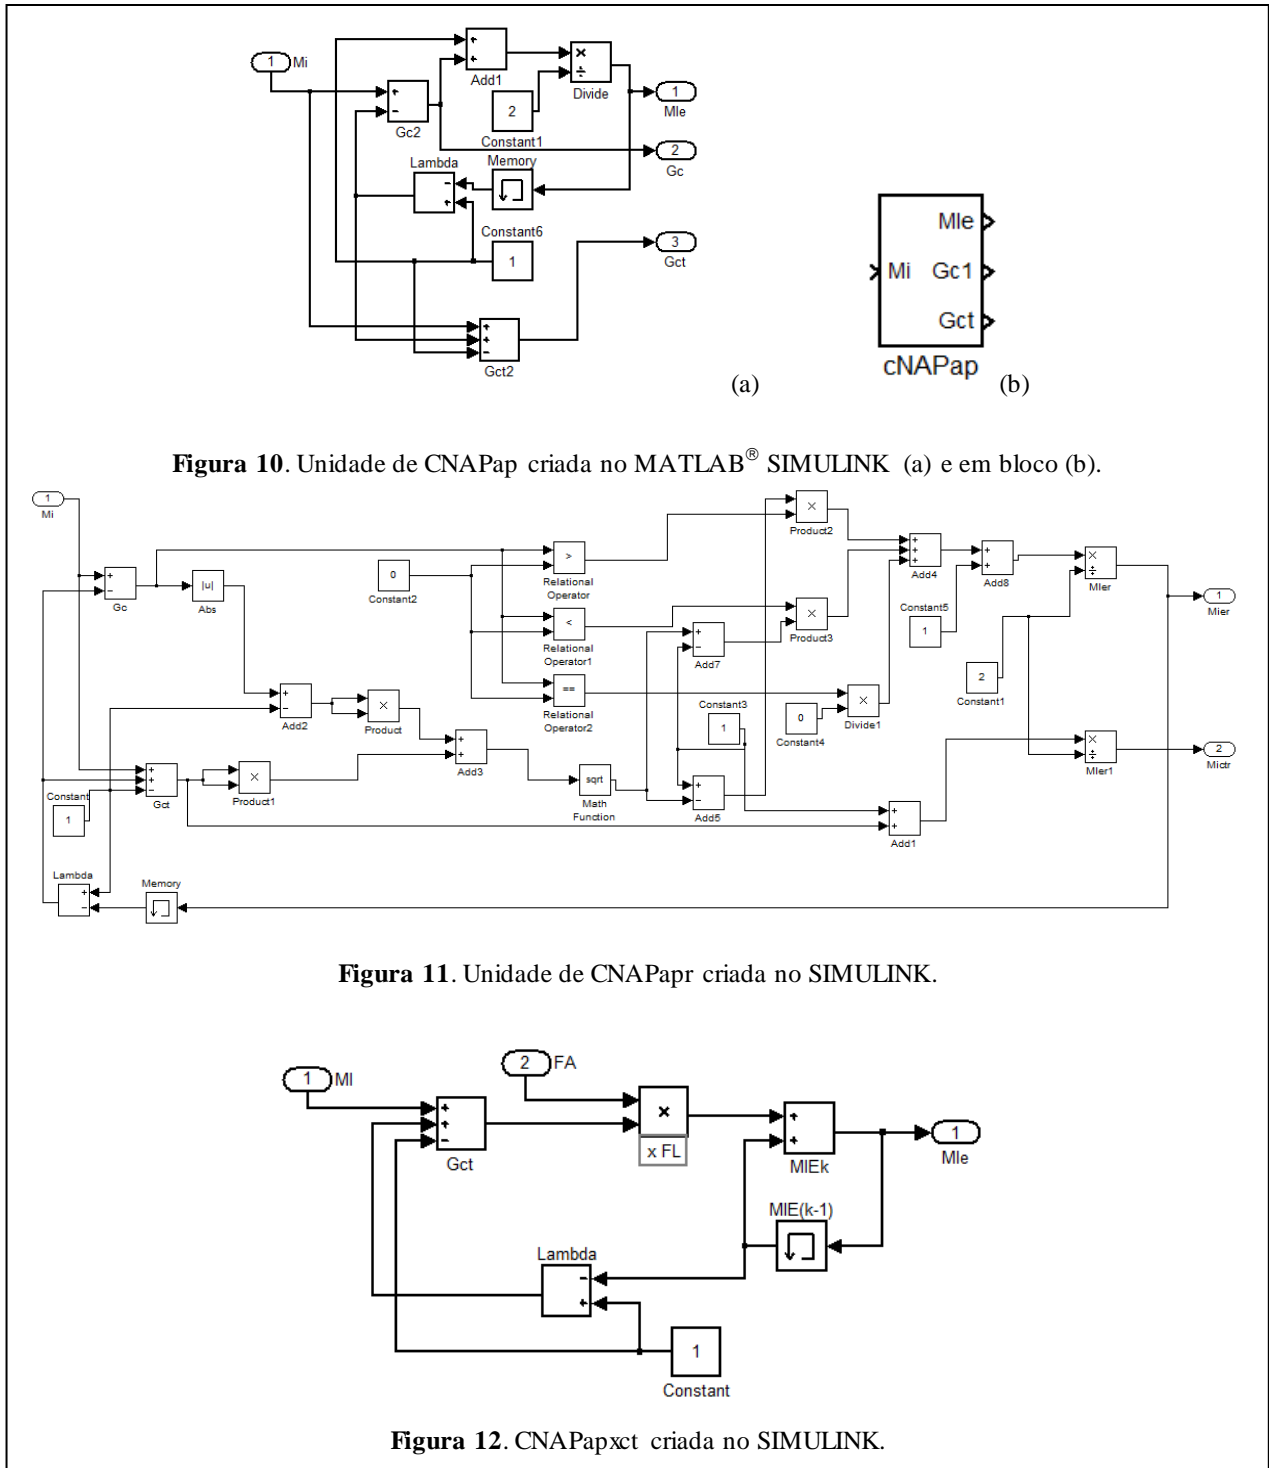 1 Mi
+
+
Add1
×
÷
Divide
1
Mle
+
−
Gc2
2
Constant1
2
Gc
Lambda
−
+
Memory
Constant6
1
3
Gct
+
+
−
Gct2
(a)
Mi
Mle
Gc1
Gct
cNAPap
(b)
Figura 10. Unidade de CNAPap criada no MATLAB® SIMULINK (a) e em bloco (b).
1
Mi
+
−
Gc
|u|
Abs
0
Constant2
>
Relational
Operator
<
Relational
Operator1
==
Relational
Operator2
×
Product2
×
Product3
+
−
Add7
+
+
+
Add4
+
+
Add8
×
÷
Mler
1
Mier
Constant5
1
2
Constant1
+
−
Add2
×
Product
+
+
Add3
Constant3
1
0
Constant4
×
Divide1
×
÷
Mler1
2
Mictr
+
+
−
Gct
Constant
1
×
Product1
sqrt
Math
Function
+
−
Add5
+
+
Add1
Lambda
+
−
Memory
Figura 11. Unidade de CNAPapr criada no SIMULINK.
1 MI
2 FA
+
+
−
Gct
×
x FL
+
+
MIEk
1
Mle
MIE(k-1)
Lambda
−
+
1
Constant
Figura 12. CNAPapxct criada no SIMULINK.